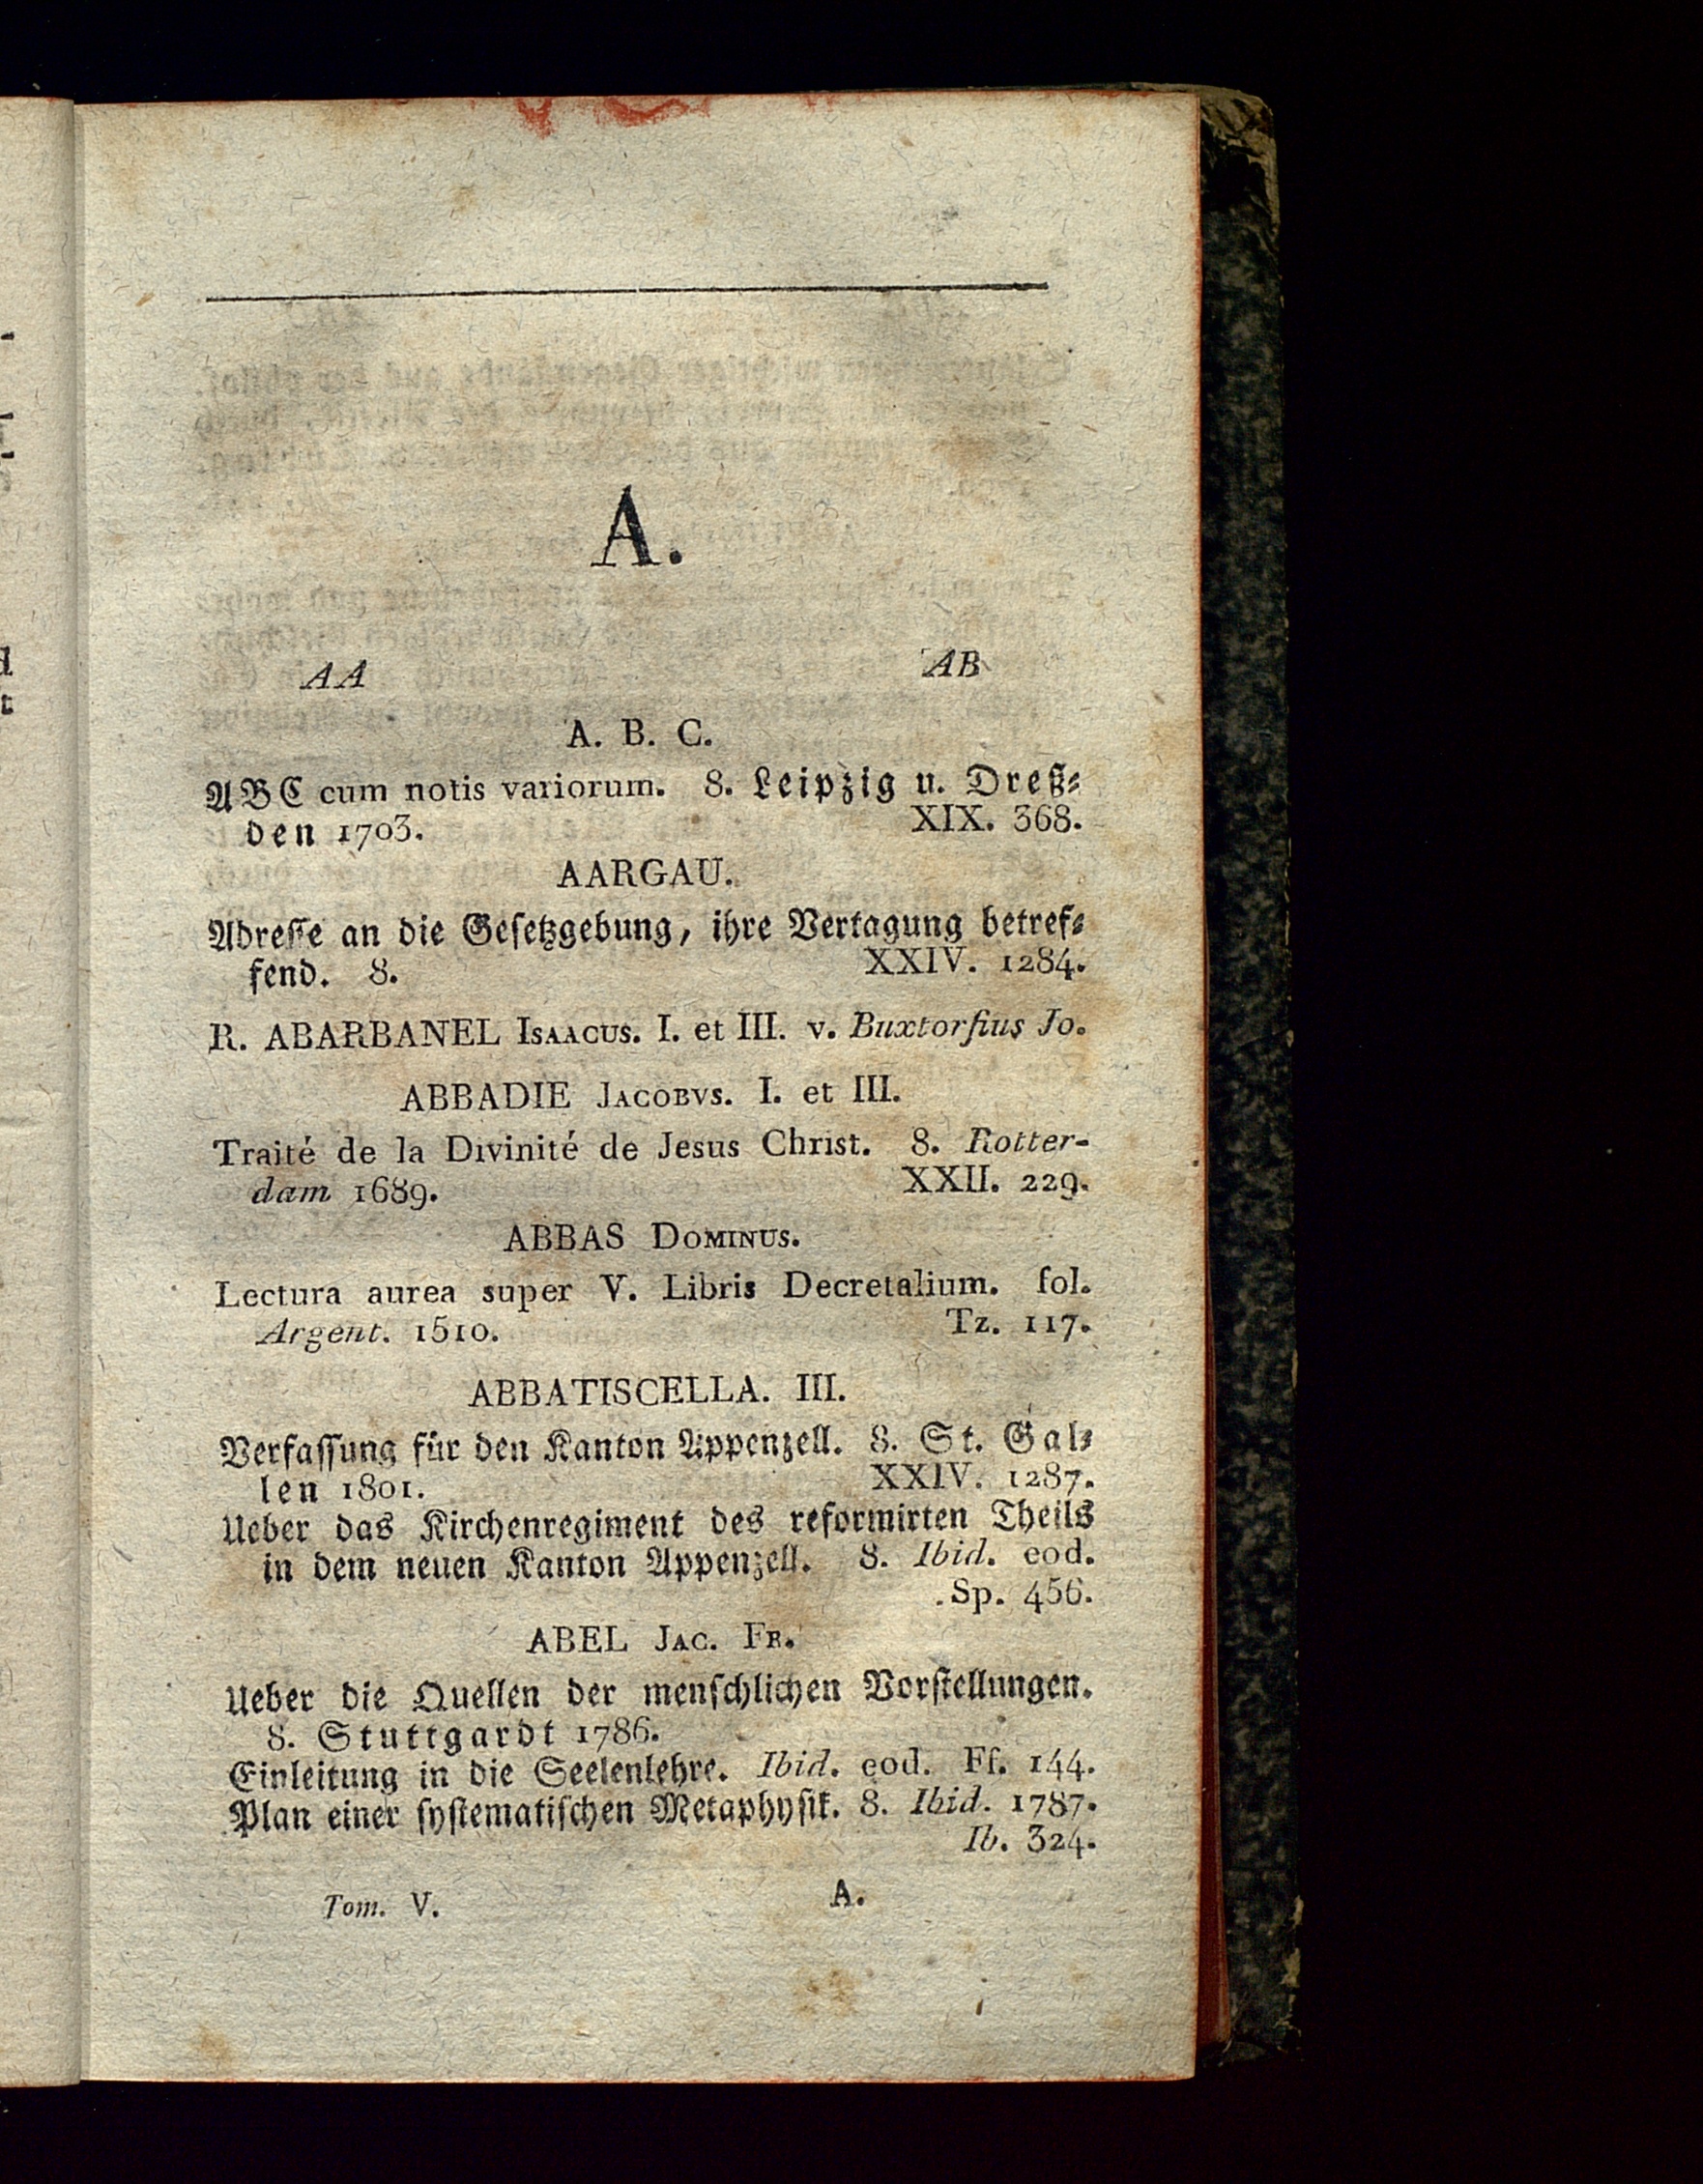 A.
AA AB
A. B. C.
ABC cum notis variorum. 8. Leipzig u. Dreß-
den 1703. XIX. 368.
AARGAU.
Adresse an die Gesetzgebung, ihre Vertagung betref-
fend. 8. XXIV. 1284.
R. ABARBANEL Isaacus. I. et III. v. Buxtorfius Jo.
ABBADIE Jacobvs. I. et III.
Traité de la Divinité de Jesus Christ. 8. Rotter-
dam 1689. XXII. 229.
ABBAS Dominus.
Lectura aurea super V. Libris Decretalium. fol.
Argent. 1510. Tz. 117.
ABBATISCELLA. III.
Verfassung für den Kanton Appenzell. 8. St. Gal-
len 1801. XXIV. 1287.
Ueber das Kirchenregiment des reformirten Theils
in dem neuen Kanton Appenzell. 8. Ibid. eod.
Sp. 456.
ABEL Jac. Fr.
Ueber die Quellen der menschlichen Vorstellungen.
8. Stuttgardt 1786.
Einleitung in die Seelenlehre. Ibid. eod. Ff. 144.
Plan einer systematischen Metaphysik. 8. Ibid. 1787.
Ib. 324.
Tom. V. A.